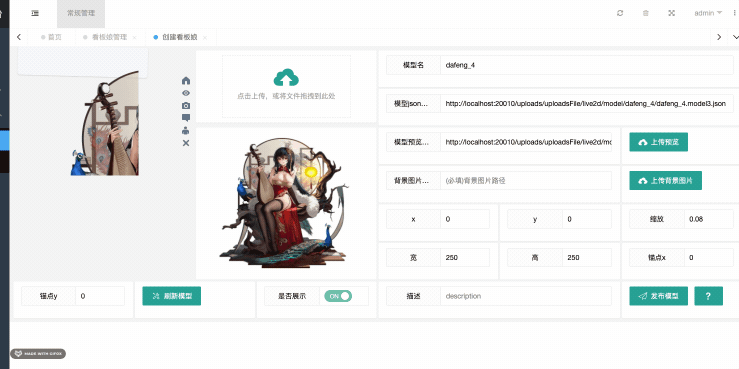 常规管理
admin
首页
看板娘管理
创建看板娘
点击上传，或将文件拖拽到此处
模型名
dafeng_4
模型json...
http://localhost:20010/uploads/uploadsFile/live2d/model/dafeng_4/dafeng_4.model3.json
模型预览...
http://localhost:20010/uploads/uploadsFile/live2d/mo
上传预览
背景图片...
(必填)背景图片路径
上传背景图片
x
0
y
0
缩放
0.08
宽
250
高
250
锚点x
0
锚点y
0
刷新模型
是否展示
ON
描述
description
发布模型
?
MADE WITH GIFOX